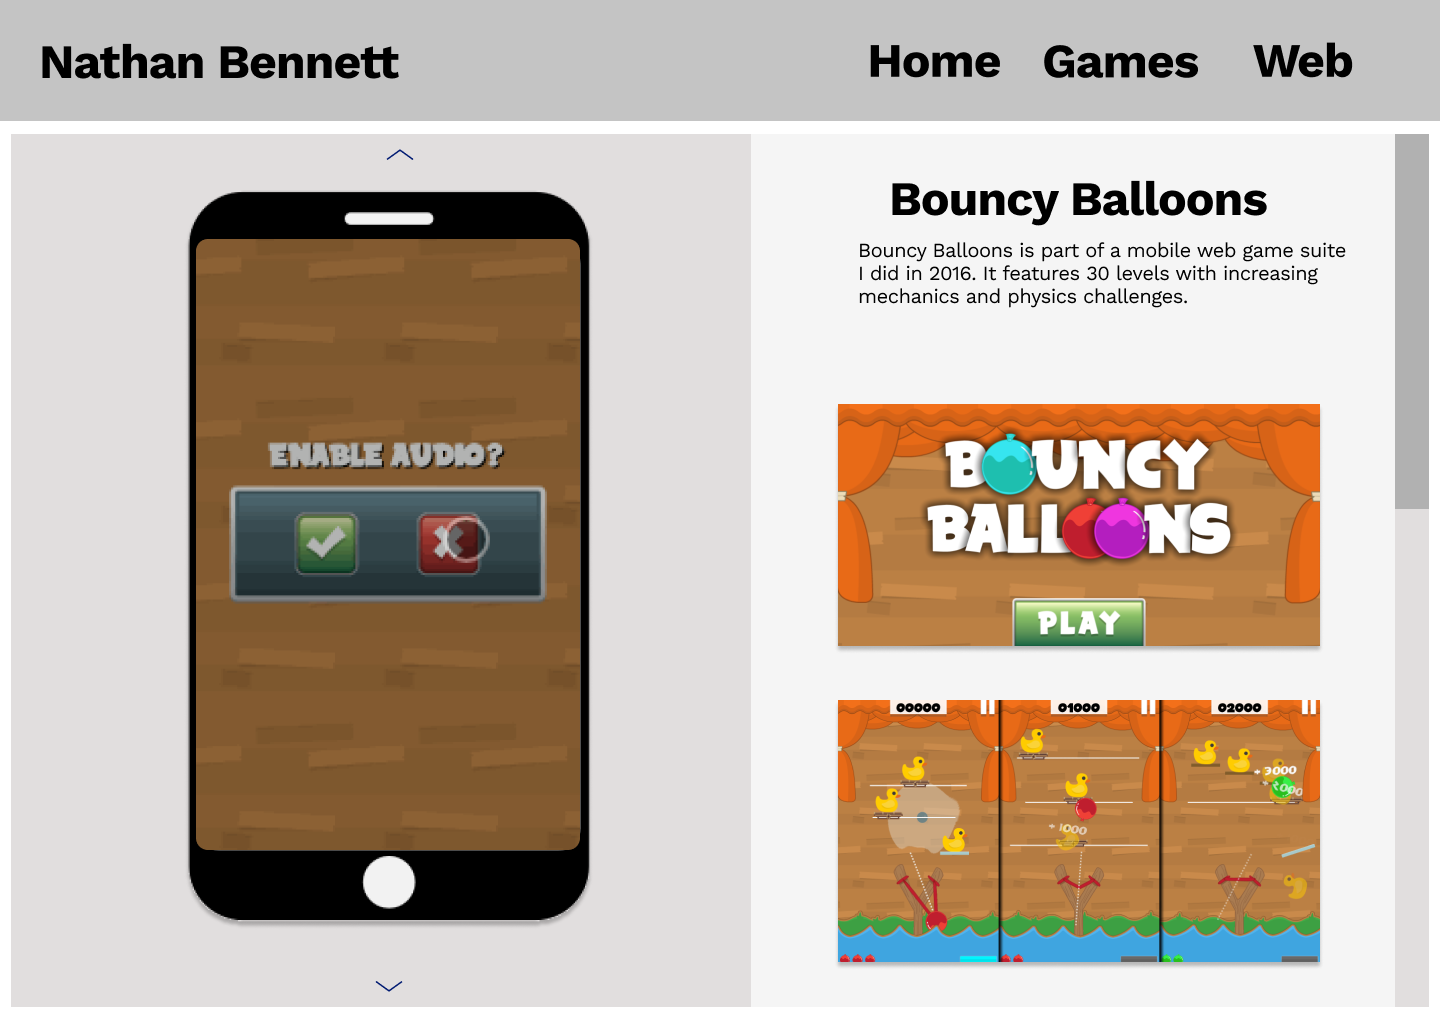 Nathan Bennett
Home Games Web
ENABLE AUDIO?
Bouncy Balloons
Bouncy Balloons is part of a mobile web game suite
I did in 2016. It features 30 levels with increasing
mechanics and physics challenges.
BOUNCY
BALLOONS
PLAY
00000 01000 02000
+ 3000
+ 1000